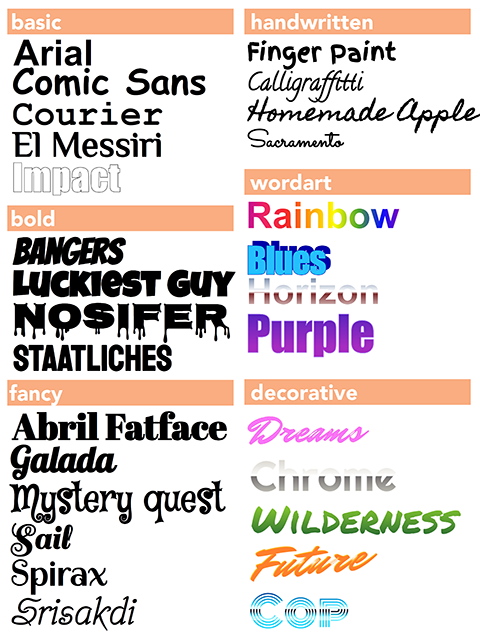 basic
Arial
Comic Sans
Courier
El Messiri
Impact
bold
BANGERS
LUCKIEST GUY
NOSIFER
STAATLICHES
fancy
Abril Fatface
Galada
Mystery quest
Sail
Spirax
Srisakdi
handwritten
Finger Paint
Calligraffitti
Homemade Apple
Sacramento
wordart
Rainbow
Blues
Horizon
Purple
decorative
Dreams
Chrome
WILDERNESS
Future
COP